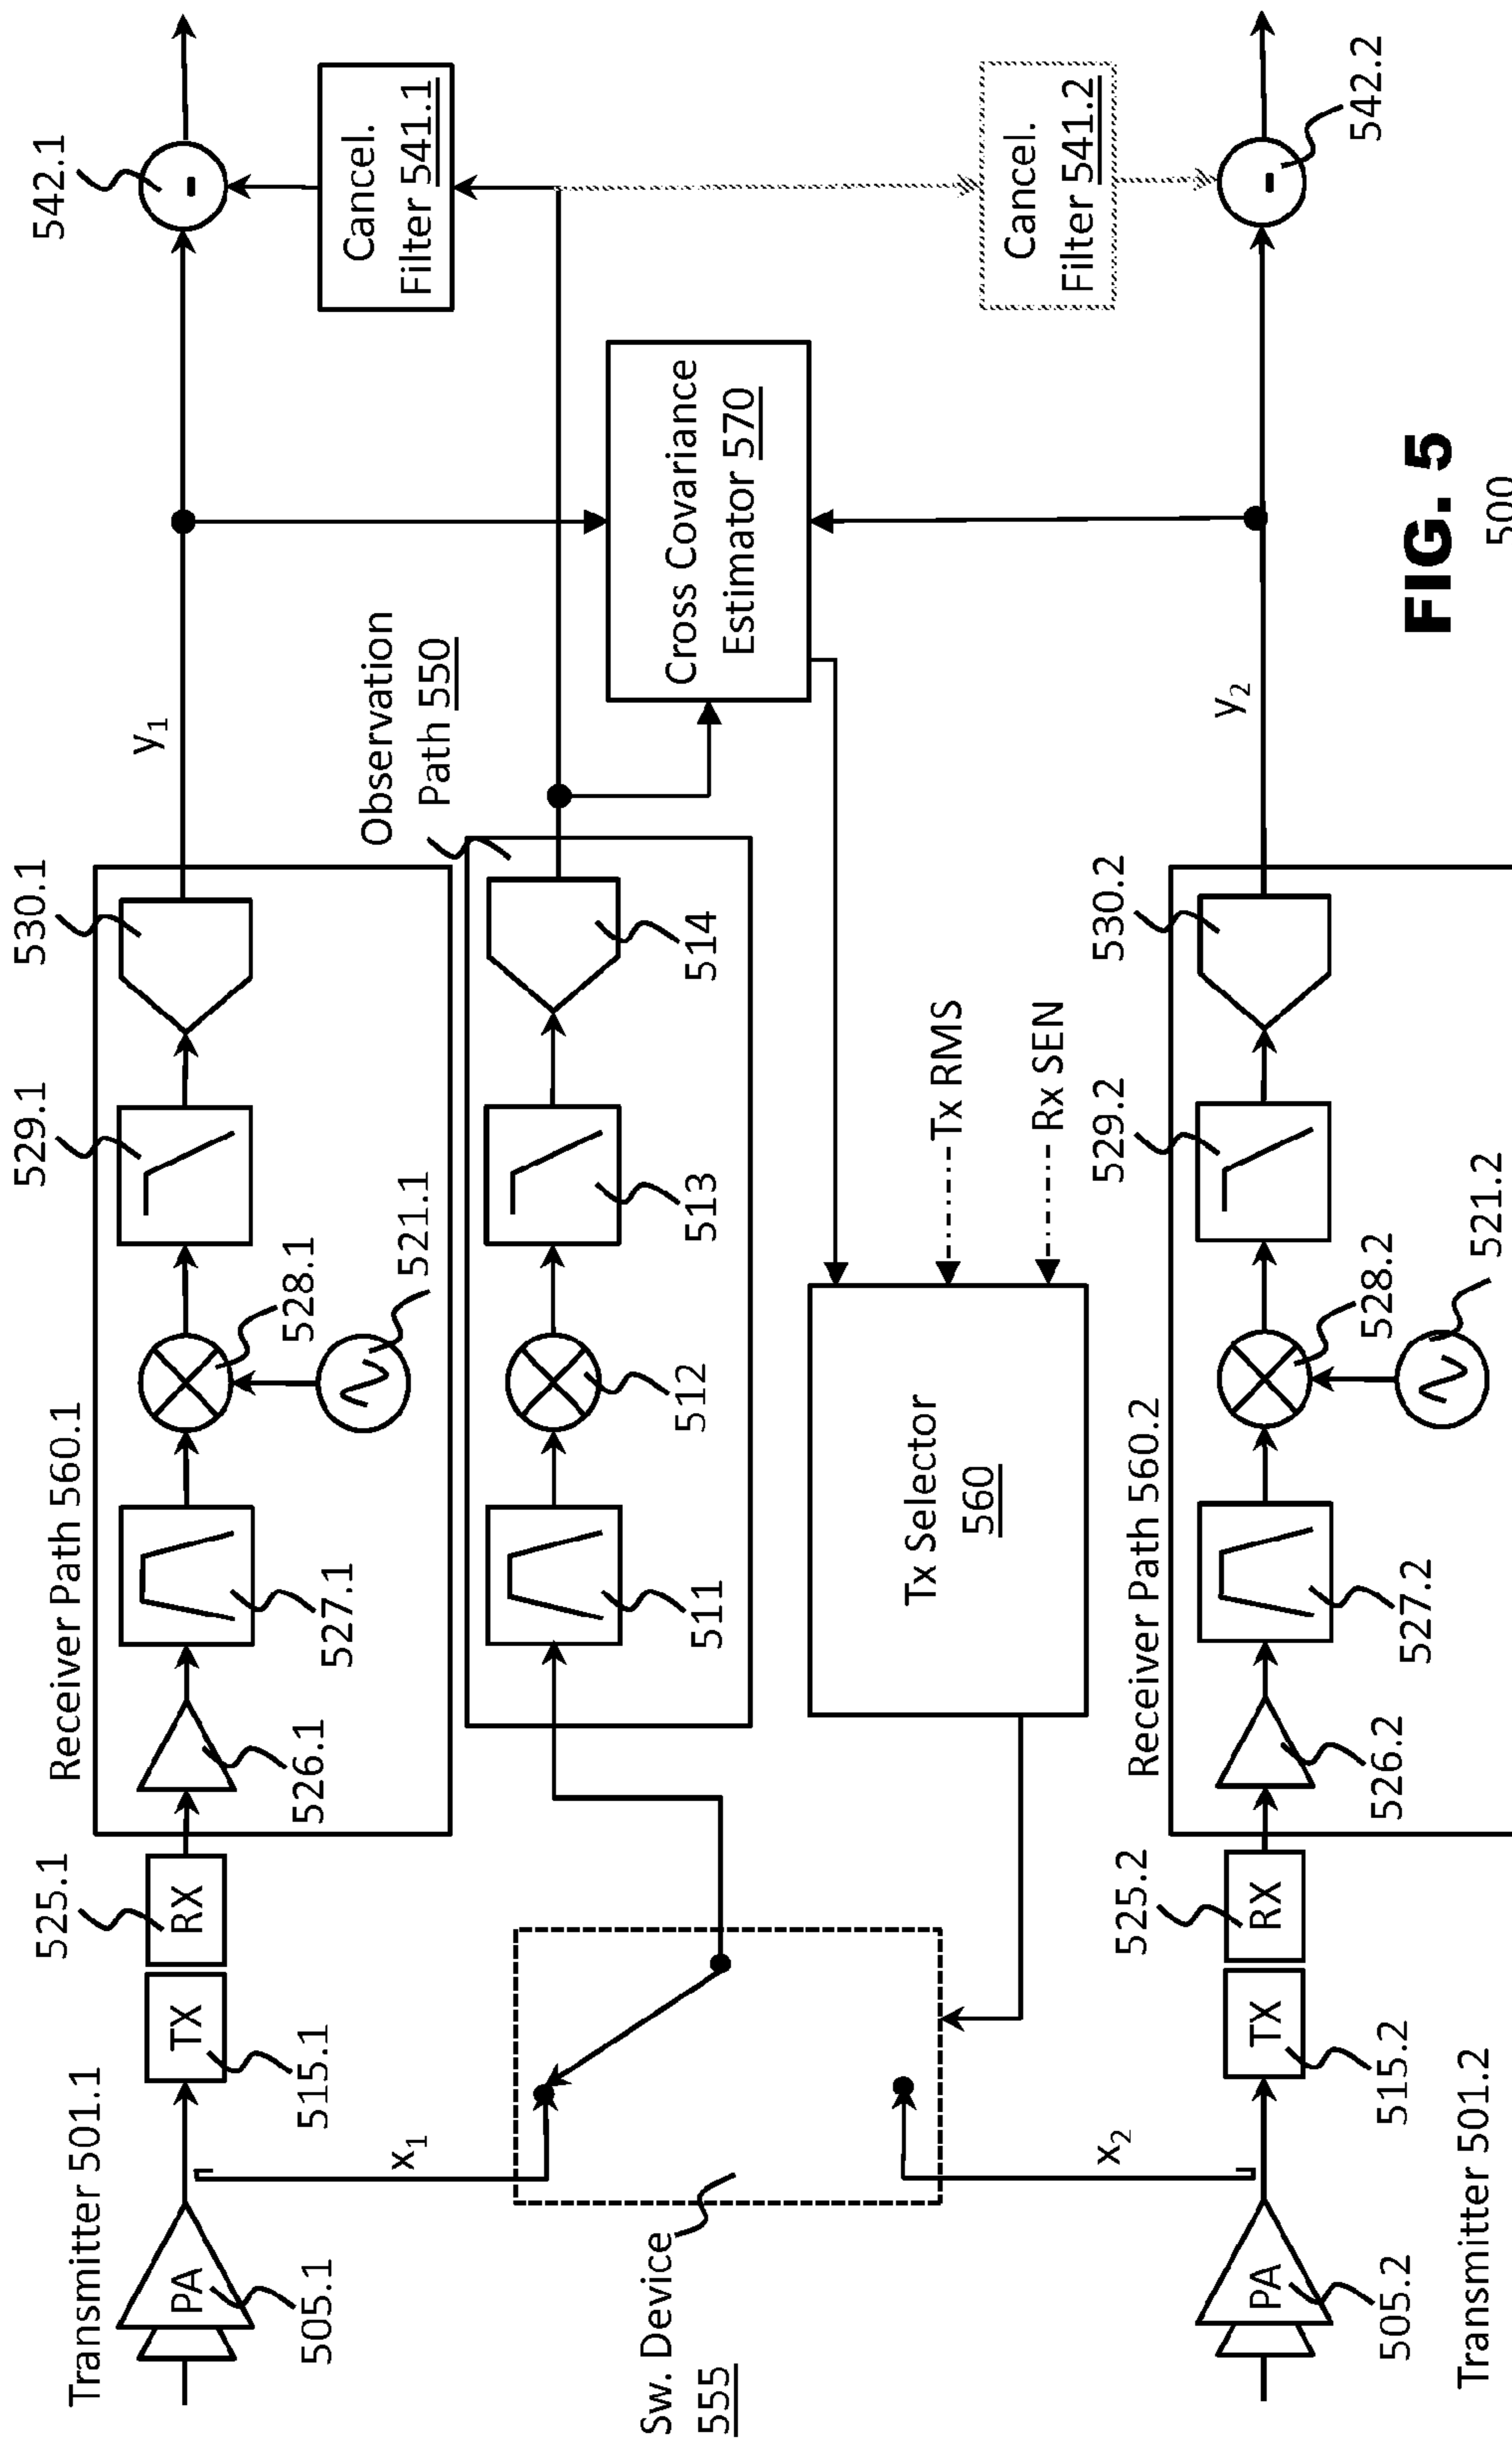 Transmitter 501.1
PA
505.1
TX
515.1
525.1
RX
Receiver Path 560.1
526.1
527.1
528.1
521.1
529.1
530.1
y1
542.1
-
Cancel.
Filter 541.1
x1
Sw. Device
555
Observation
Path 550
511
512
513
514
Cross Covariance
Estimator 570
Tx Selector
560
Tx RMS
Rx SEN
Cancel.
Filter 541.2
x2
PA
505.2
Transmitter 501.2
TX
515.2
525.2
RX
Receiver Path 560.2
526.2
527.2
528.2
521.2
529.2
530.2
y2
-
542.2
FIG. 5
500